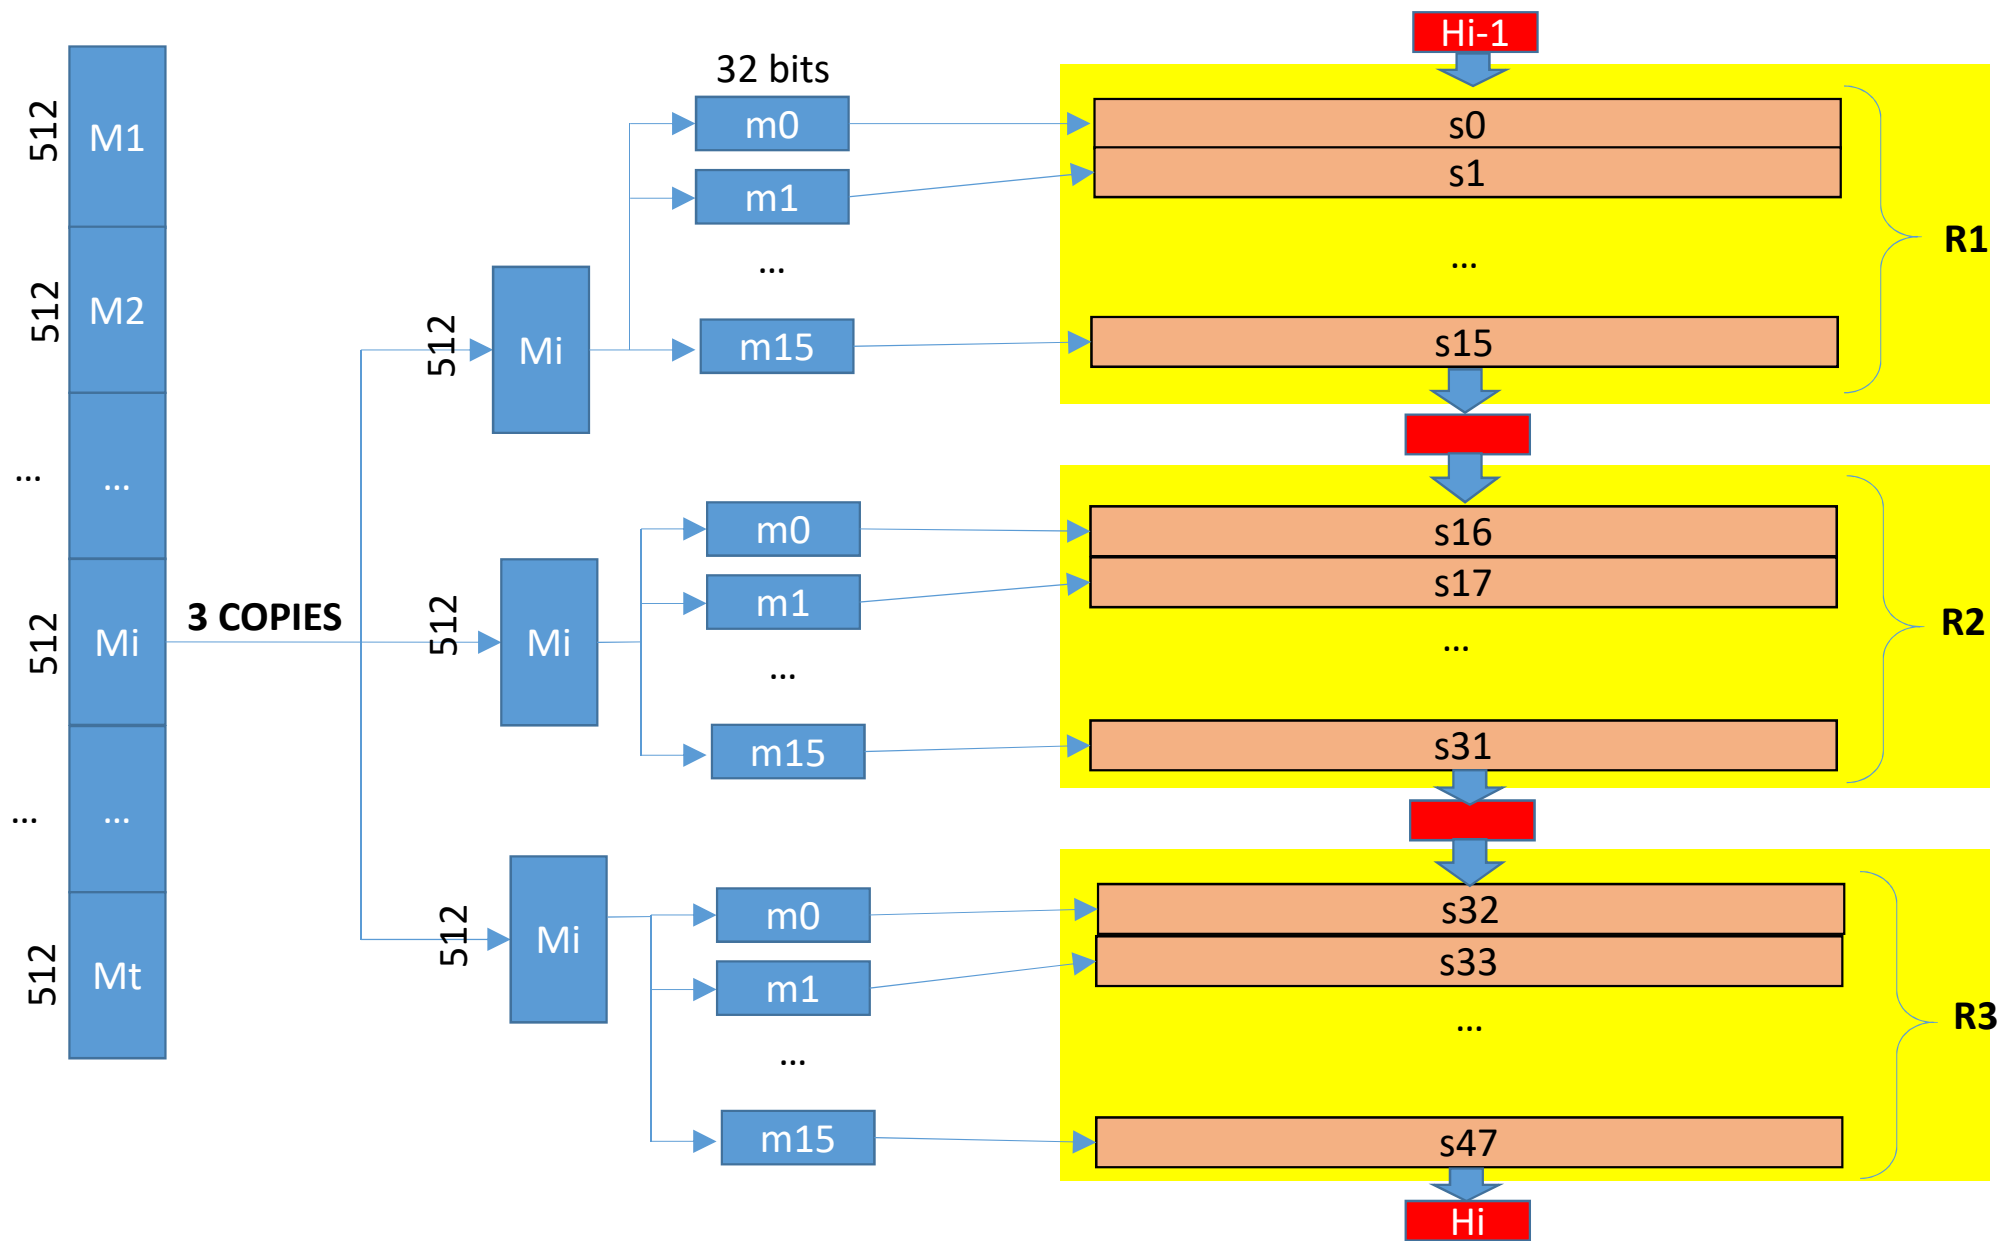 Hi-1
32 bits
512
M1
m0
s0
m1
s1
...
...
R1
512
M2
512
Mi
m15
s15
...
...
m0
s16
m1
s17
512
Mi
3 COPIES
512
Mi
...
...
R2
m15
s31
...
...
m0
s32
512
Mi
m1
s33
512
Mt
...
...
R3
m15
s47
Hi